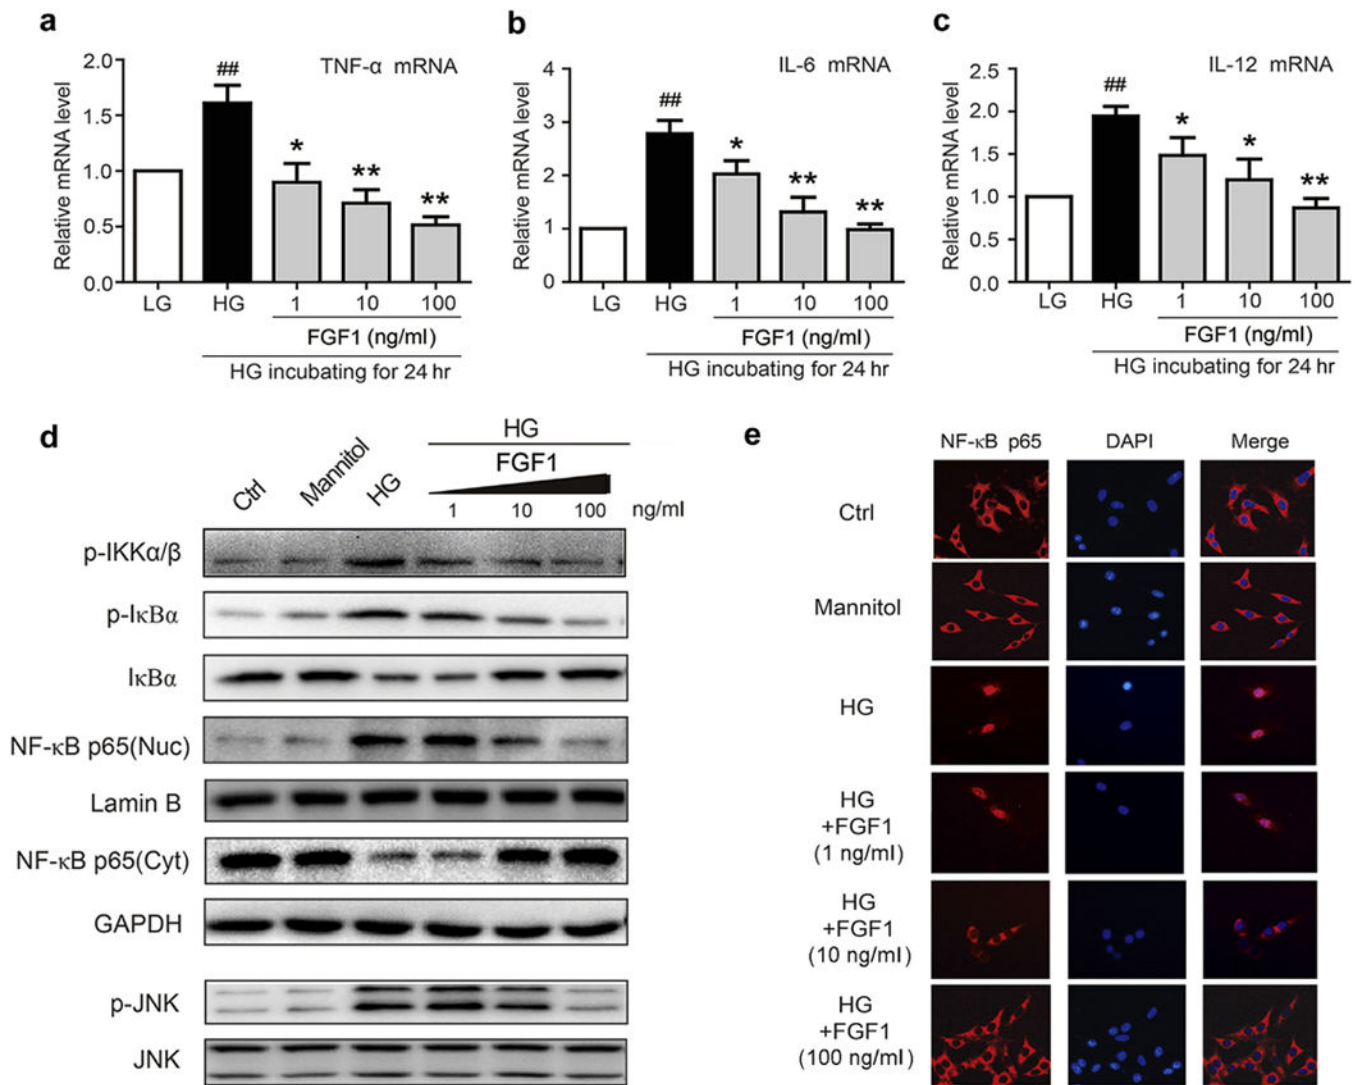 a
TNF-α mRNA
Relative mRNA level
2.0
1.5
1.0
0.5
0.0
##
*
**
**
LG HG 1 10 100
FGF1 (ng/ml)
HG incubating for 24 hr
b
IL-6 mRNA
Relative mRNA level
4
3
2
1
0
##
*
**
**
LG HG 1 10 100
FGF1 (ng/ml)
HG incubating for 24 hr
c
IL-12 mRNA
Relative mRNA level
2.5
2.0
1.5
1.0
0.5
0.0
##
*
*
**
LG HG 1 10 100
FGF1 (ng/ml)
HG incubating for 24 hr
d
HG
FGF1
Ctrl Mannitol HG 1 10 100 ng/ml
p-IKKα/β
p-IκBα
IκBα
NF-κB p65(Nuc)
Lamin B
NF-κB p65(Cyt)
GAPDH
p-JNK
JNK
e
NF-κB p65 DAPI Merge
Ctrl
Mannitol
HG
HG
+FGF1
(1 ng/ml)
HG
+FGF1
(10 ng/ml)
HG
+FGF1
(100 ng/ml)